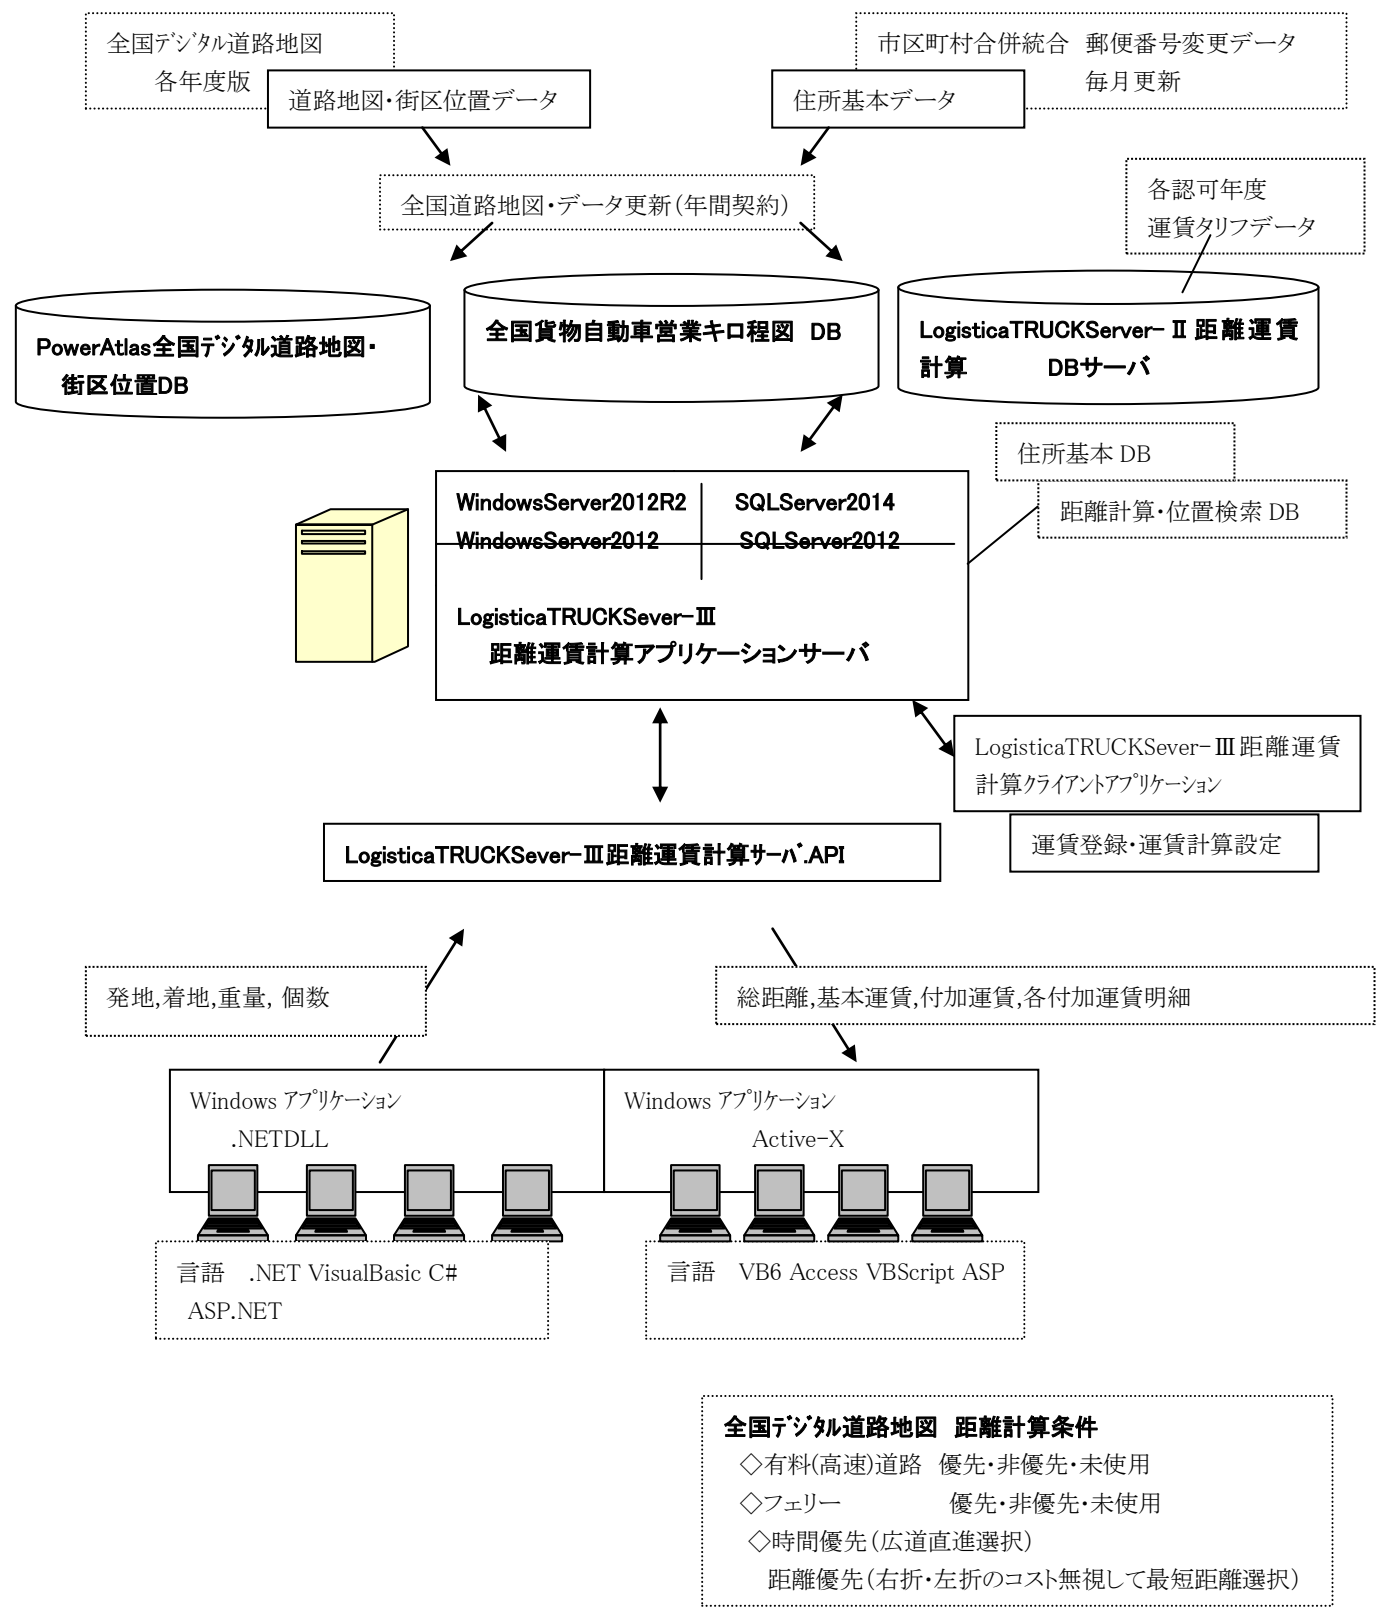 全国ﾃﾞｼﾞﾀﾙ道路地図
各年度版
道路地図・街区位置データ
市区町村合併統合　郵便番号変更データ
毎月更新
住所基本データ
全国道路地図・データ更新（年間契約）
各認可年度
運賃タリフデータ
PowerAtlas全国ﾃﾞｼﾞﾀﾙ道路地図・
街区位置DB
全国貨物自動車営業キロ程図　DB
LogisticaTRUCKServer-Ⅱ距離運賃
計算　　　DBサーバ
住所基本 DB
距離計算・位置検索 DB
WindowsServer2012R2　SQLServer2014
WindowsServer2012　SQLServer2012
LogisticaTRUCKSever-Ⅲ
距離運賃計算アプリケーションサーバ
LogisticaTRUCKSever-Ⅲ距離運賃
計算ｸﾗｲｱﾝﾄｱﾌﾟﾘｹｰｼｮﾝ
運賃登録・運賃計算設定
LogisticaTRUCKSever-Ⅲ距離運賃計算ｻｰﾊﾞ.API
発地,着地,重量, 個数
総距離,基本運賃,付加運賃,各付加運賃明細
Windows ｱﾌﾟﾘｹｰｼｮﾝ
.NETDLL
Windows ｱﾌﾟﾘｹｰｼｮﾝ
Active-X
言語　.NET VisualBasic C#
ASP.NET
言語　VB6 Access VBScript ASP
全国ﾃﾞｼﾞﾀﾙ道路地図　距離計算条件
◇有料(高速)道路　優先・非優先・未使用
◇フェリー　　　　優先・非優先・未使用
◇時間優先（広道直進選択）
距離優先（右折・左折のコスト無視して最短距離選択）